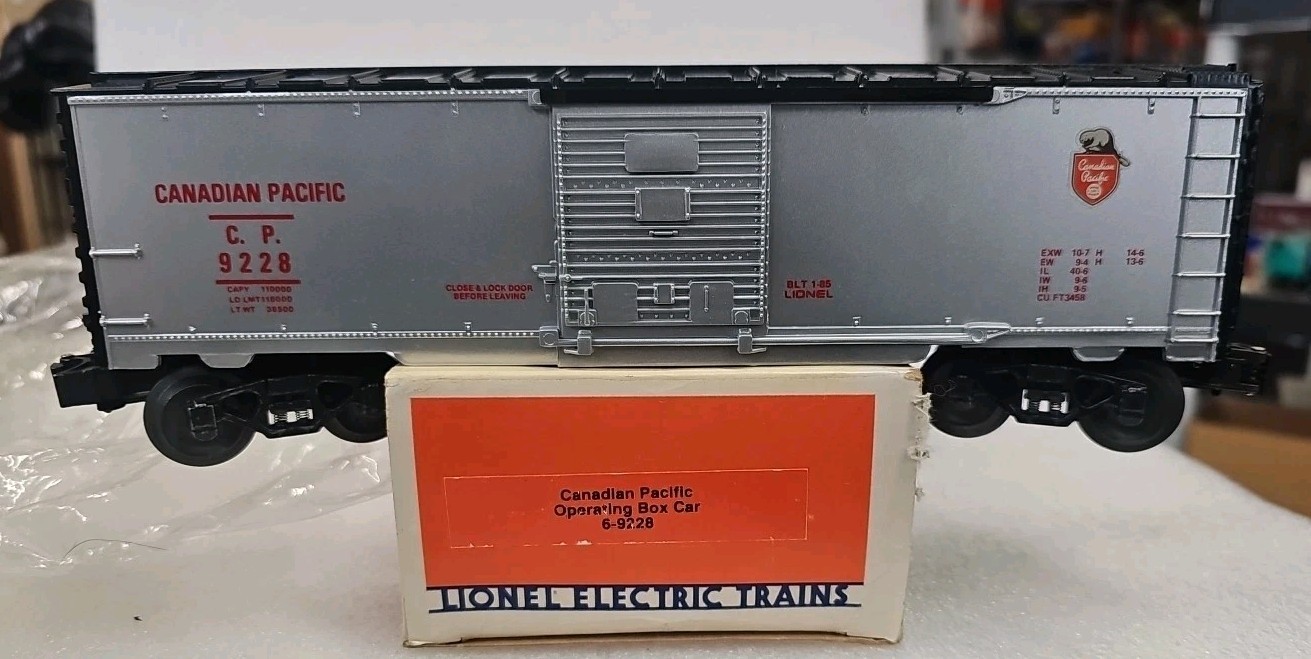 CANADIAN PACIFIC
C. P.
9228
CAPY 110000
LD LMT 118000
LT WT 38500
CLOSE & LOCK DOOR
BEFORE LEAVING
BLT 1-85
LIONEL
Canadian
Pacific
EXW 10-7 H 14-6
EW 9-4 H 13-6
IL 40-6
IW 9-6
IH 9-5
CU. FT 3458
Canadian Pacific
Operating Box Car
6-9228
LIONEL ELECTRIC TRAINS